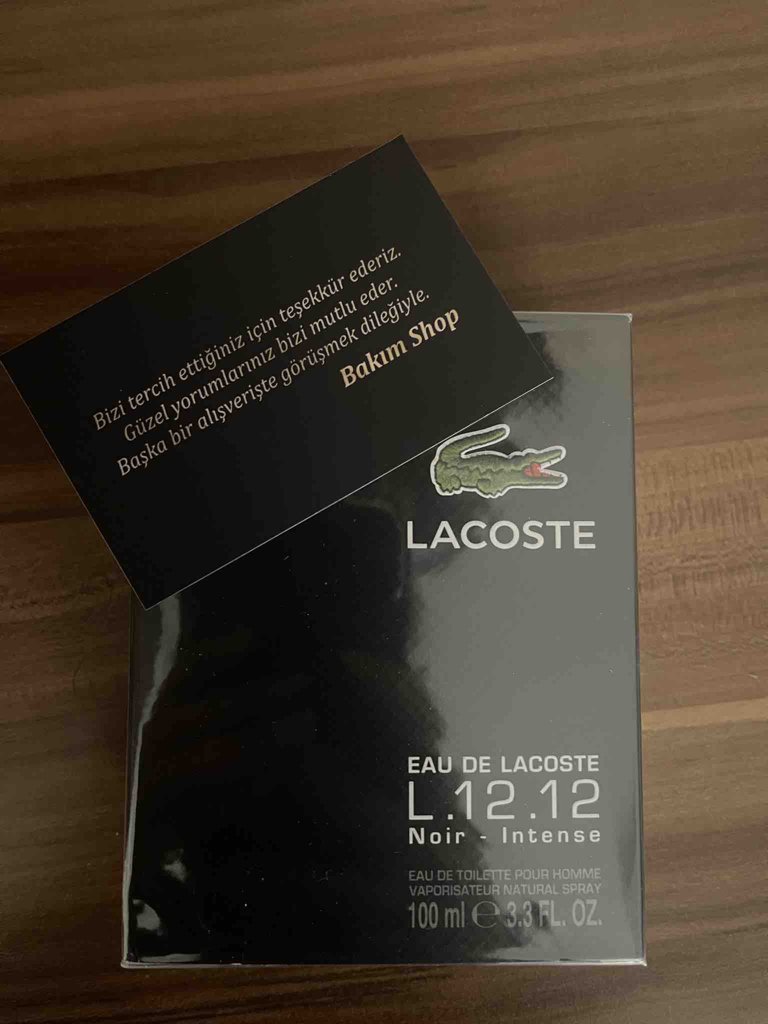 Bizi tercih ettiğiniz için teşekkür ederiz.
Güzel yorumlarınız bizi mutlu eder.
Başka bir alışverişte görüşmek dileğiyle.
Bakım Shop
LACOSTE
EAU DE LACOSTE
L.12.12
Noir - Intense
EAU DE TOILETTE POUR HOMME
VAPORISATEUR NATURAL SPRAY
100 ml ℮ 3.3 FL. OZ.